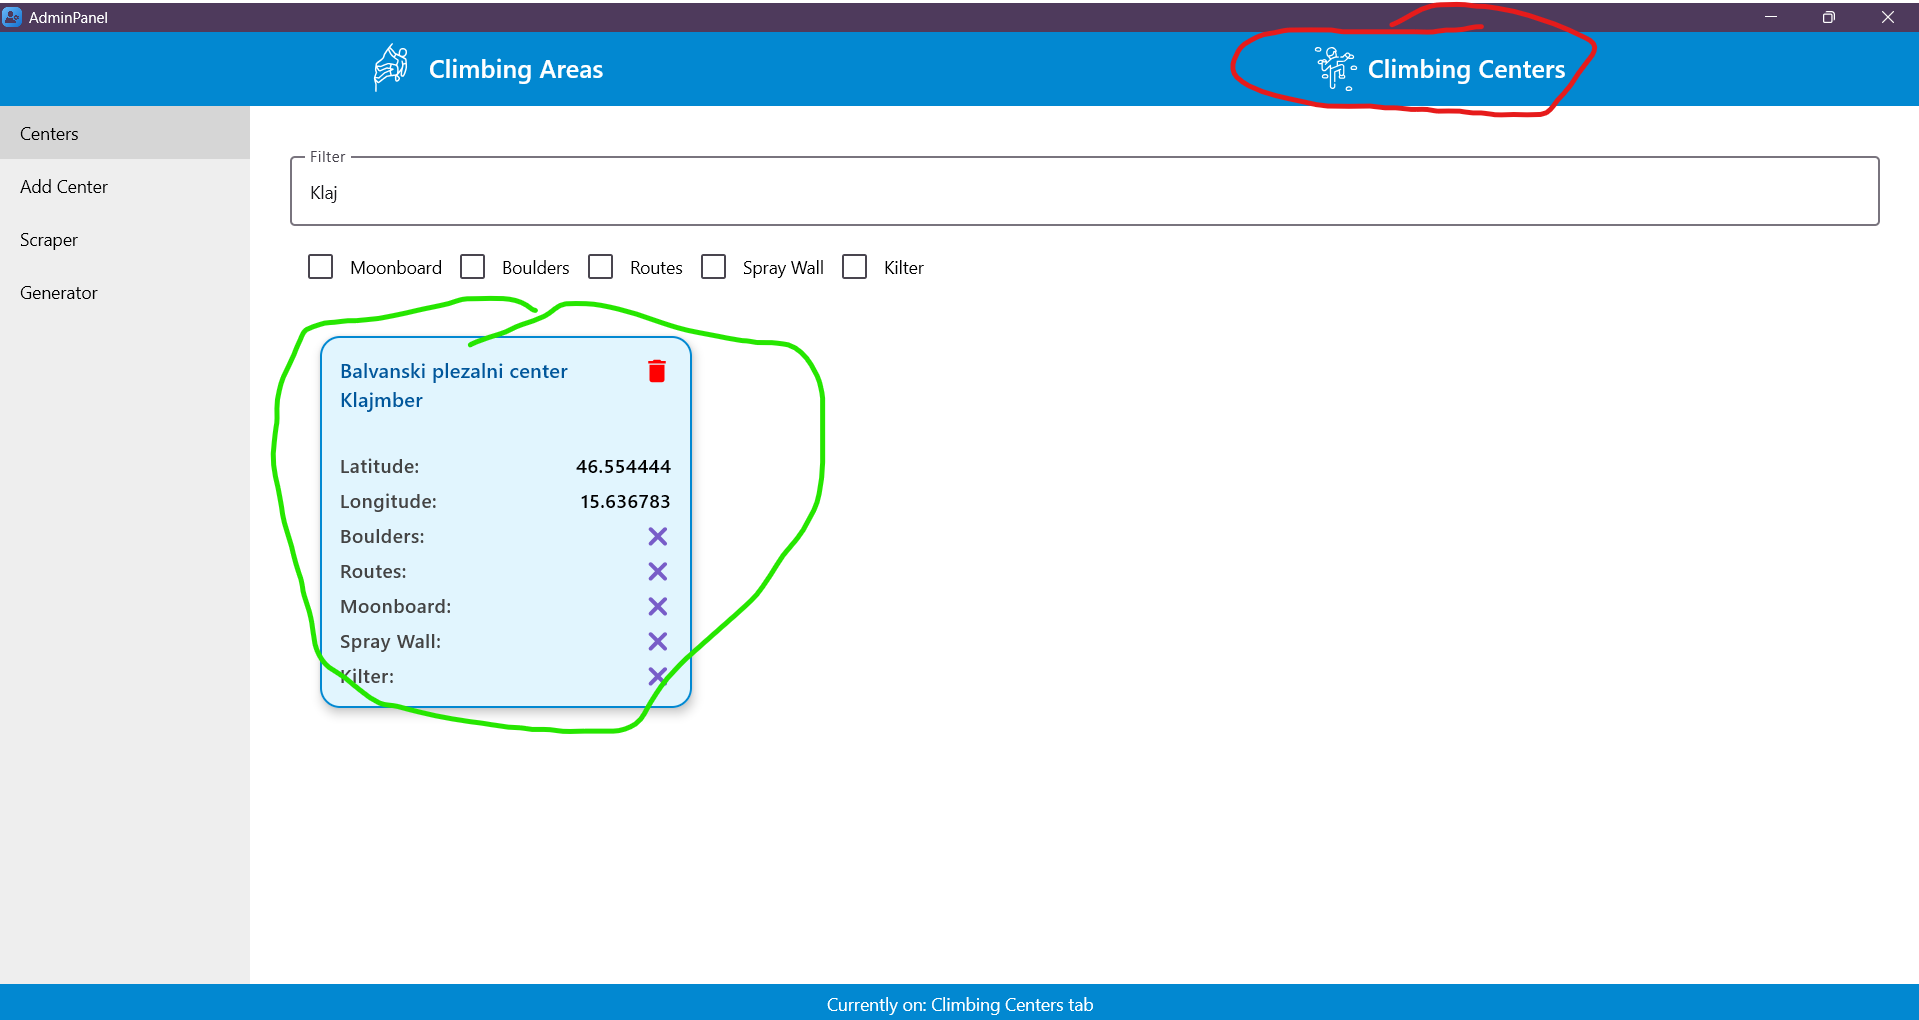 AdminPanel
Climbing Areas
Climbing Centers
Centers
Add Center
Scraper
Generator
Filter
Klaj
Moonboard Boulders Routes Spray Wall Kilter
Balvanski plezalni center
Klajmber
Latitude: 46.554444
Longitude: 15.636783
Boulders:
Routes:
Moonboard:
Spray Wall:
Kilter:
Currently on: Climbing Centers tab